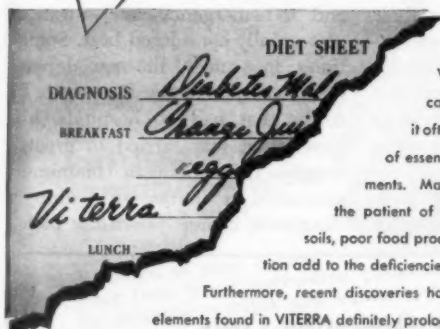 DIET SHEET
DIAGNOSIS Diabetes Mel
BREAKFAST Orange Jui
egg
Viterra
LUNCH
it oft
of essen
ments. Ma
the patient of
soils, poor food prod
tion add to the deficiencie
Furthermore, recent discoveries ha
elements found in VITERRA definitely prolo